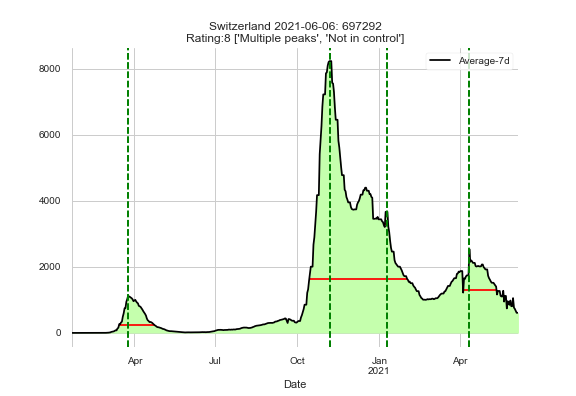 Switzerland 2021-06-06: 697292
Rating:8 ['Multiple peaks', 'Not in control']
Average-7d
8000
6000
4000
2000
0
Apr
Jul
Oct
Jan
2021
Apr
Date